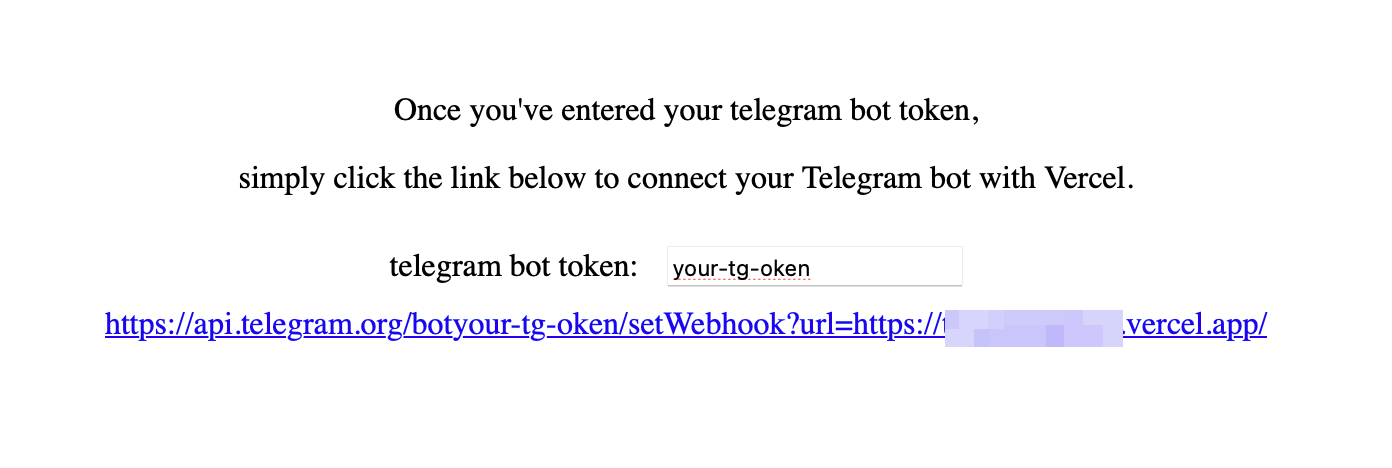 Once you've entered your telegram bot token,
simply click the link below to connect your Telegram bot with Vercel.
telegram bot token: your-tg-oken
https://api.telegram.org/botyour-tg-oken/setWebhook?url=https:// .vercel.app/